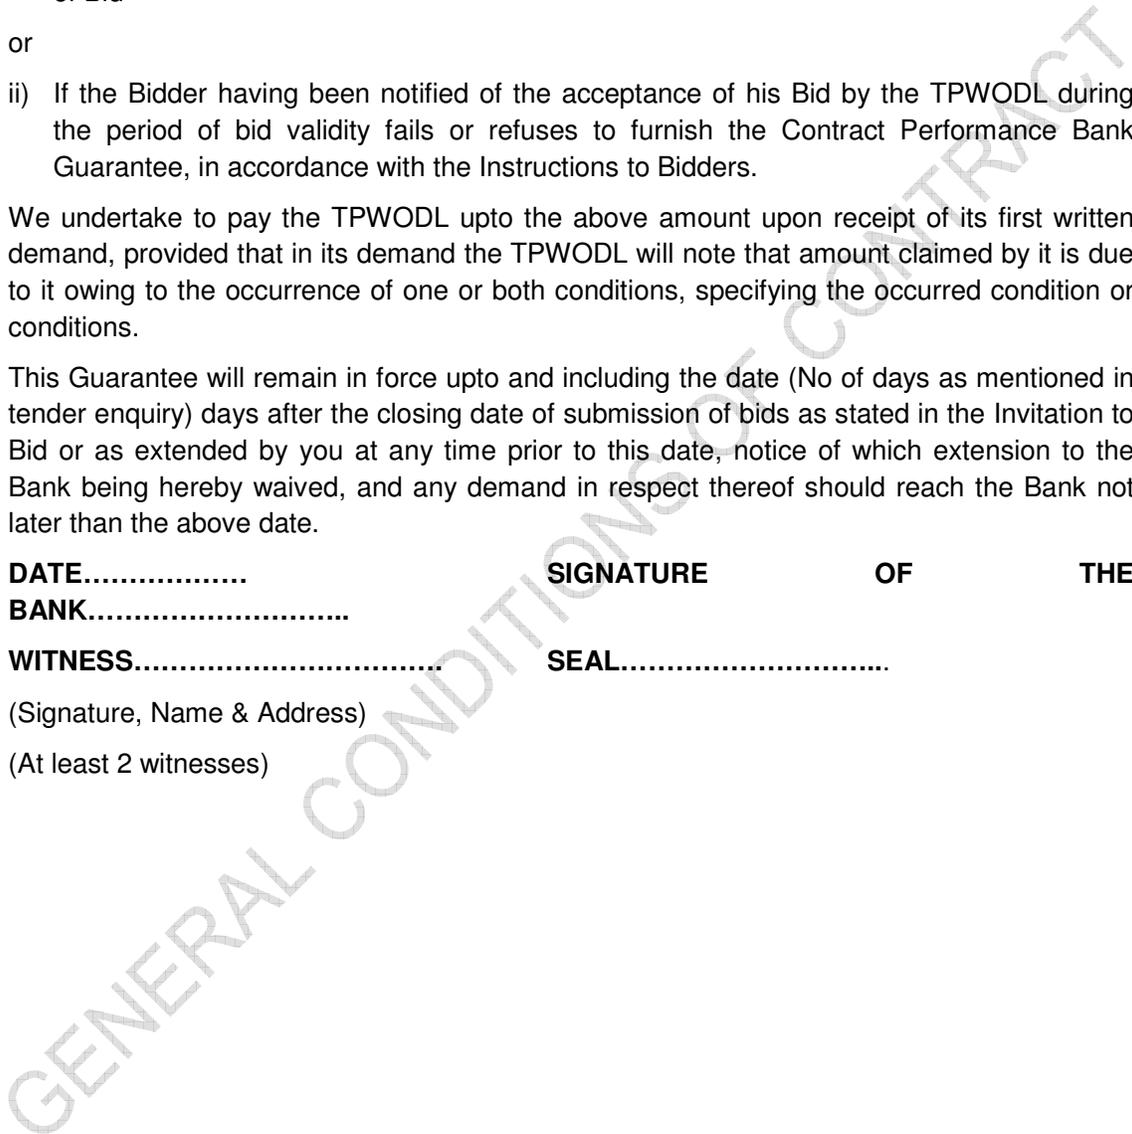 or
ii) If the Bidder having been notified of the acceptance of his Bid by the TPWODL during
the period of bid validity fails or refuses to furnish the Contract Performance Bank
Guarantee, in accordance with the Instructions to Bidders.
We undertake to pay the TPWODL upto the above amount upon receipt of its first written
demand, provided that in its demand the TPWODL will note that amount claimed by it is due
to it owing to the occurrence of one or both conditions, specifying the occurred condition or
conditions.
This Guarantee will remain in force upto and including the date (No of days as mentioned in
tender enquiry) days after the closing date of submission of bids as stated in the Invitation to
Bid or as extended by you at any time prior to this date, notice of which extension to the
Bank being hereby waived, and any demand in respect thereof should reach the Bank not
later than the above date.
DATE……………… SIGNATURE OF THE
BANK………………………..
WITNESS……………………………. SEAL………………………...
(Signature, Name & Address)
(At least 2 witnesses)
GENERAL CONDITIONS OF CONTRACT